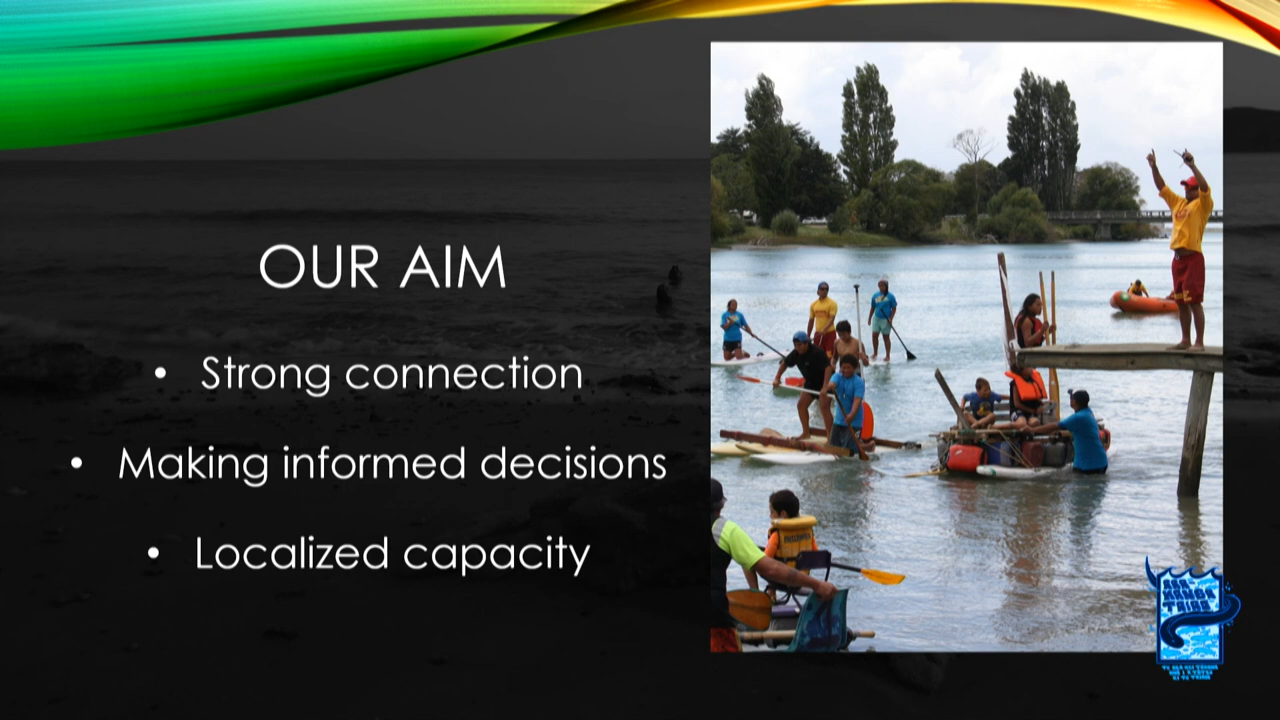 OUR AIM
• Strong connection
• Making informed decisions
• Localized capacity